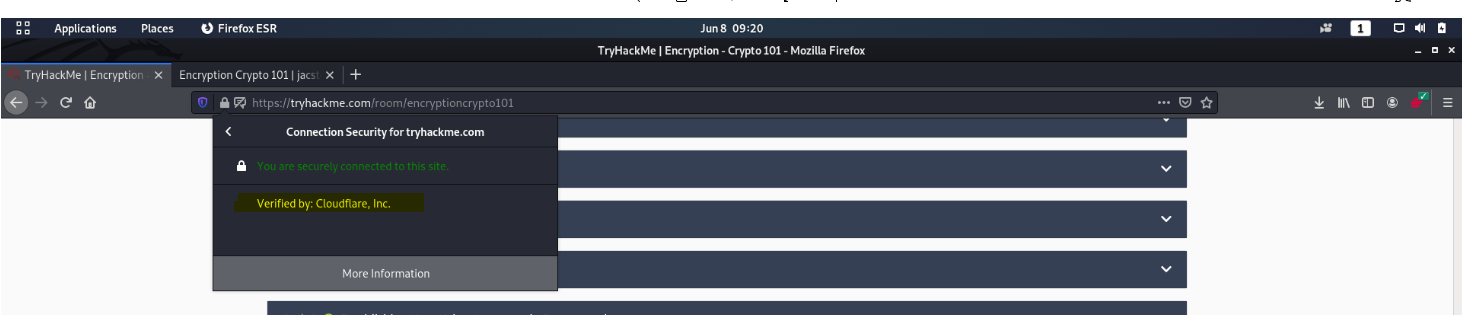 Applications Places Firefox ESR Jun 8 09:20 1
TryHackMe | Encryption - Crypto 101 - Mozilla Firefox
TryHackMe | Encryption Encryption Crypto 101 | jacs
https://tryhackme.com/room/encryptioncrypto101
Connection Security for tryhackme.com
You are securely connected to this site.
Verified by: Cloudflare, Inc.
More Information